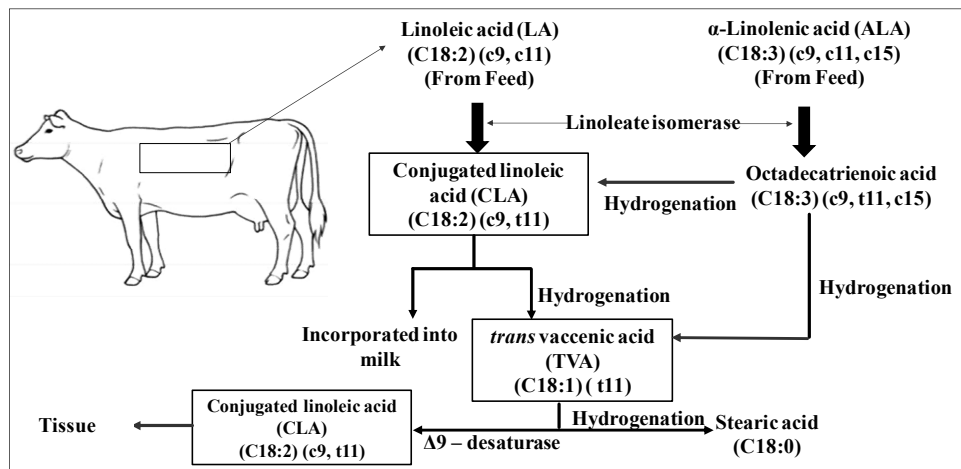 Linoleic acid (LA)
(C18:2) (c9, c11)
(From Feed)
α-Linolenic acid (ALA)
(C18:3) (c9, c11, c15)
(From Feed)
Linoleate isomerase
Conjugated linoleic
acid (CLA)
(C18:2) (c9, t11)
Hydrogenation
Octadecatrienoic acid
(C18:3) (c9, t11, c15)
Hydrogenation
Hydrogenation
Incorporated into
milk
trans vaccenic acid
(TVA)
(C18:1) ( t11)
Tissue
Conjugated linoleic acid
(CLA)
(C18:2) (c9, t11)
Δ9 – desaturase
Hydrogenation
Stearic acid
(C18:0)